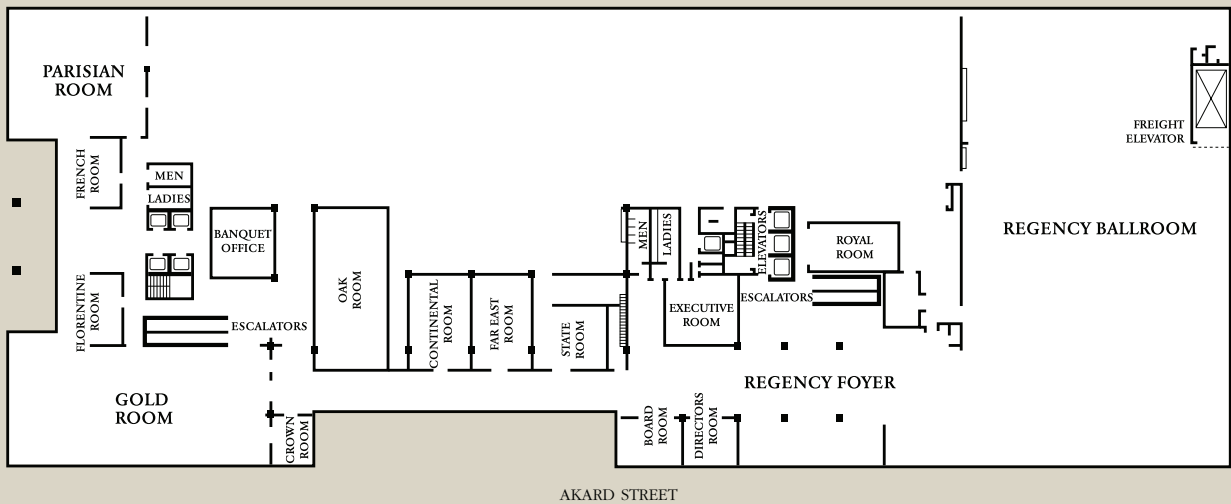 PARISIAN
ROOM
FRENCH
ROOM
MEN
LADIES
BANQUET
OFFICE
FLORENTINE
ROOM
ESCALATORS
GOLD
ROOM
CROWN
ROOM
OAK
ROOM
CONTINENTAL
ROOM
FAR EAST
ROOM
STATE
ROOM
MEN
LADIES
ELEVATORS
EXECUTIVE
ROOM
ESCALATORS
ROYAL
ROOM
REGENCY FOYER
BOARD
ROOM
DIRECTORS
ROOM
FREIGHT
ELEVATOR
REGENCY BALLROOM
AKARD STREET